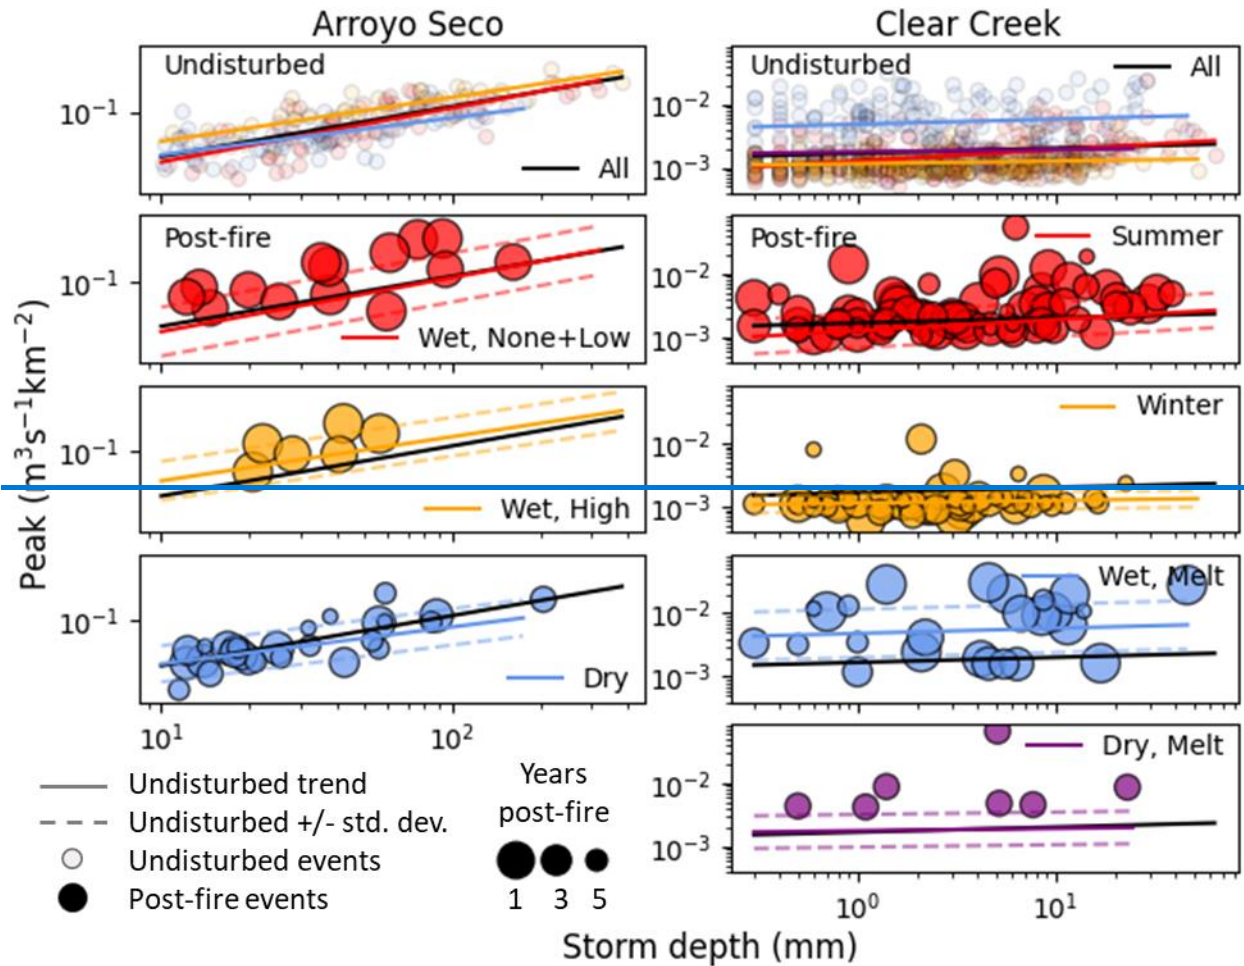 Arroyo Seco
Clear Creek
Undisturbed
All
10⁻¹
Undisturbed
All
10⁻²
10⁻³
Post-fire
Wet, None+Low
10⁻¹
Post-fire
Summer
10⁻²
10⁻³
Peak (m³s⁻¹km⁻²)
Wet, High
10⁻¹
Winter
10⁻²
10⁻³
Dry
10⁻¹
10¹
10²
Wet, Melt
10⁻²
10⁻³
Dry, Melt
10⁻²
10⁻³
10⁰
10¹
Undisturbed trend
Undisturbed +/- std. dev.
Undisturbed events
Post-fire events
Years
post-fire
1 3 5
Storm depth (mm)